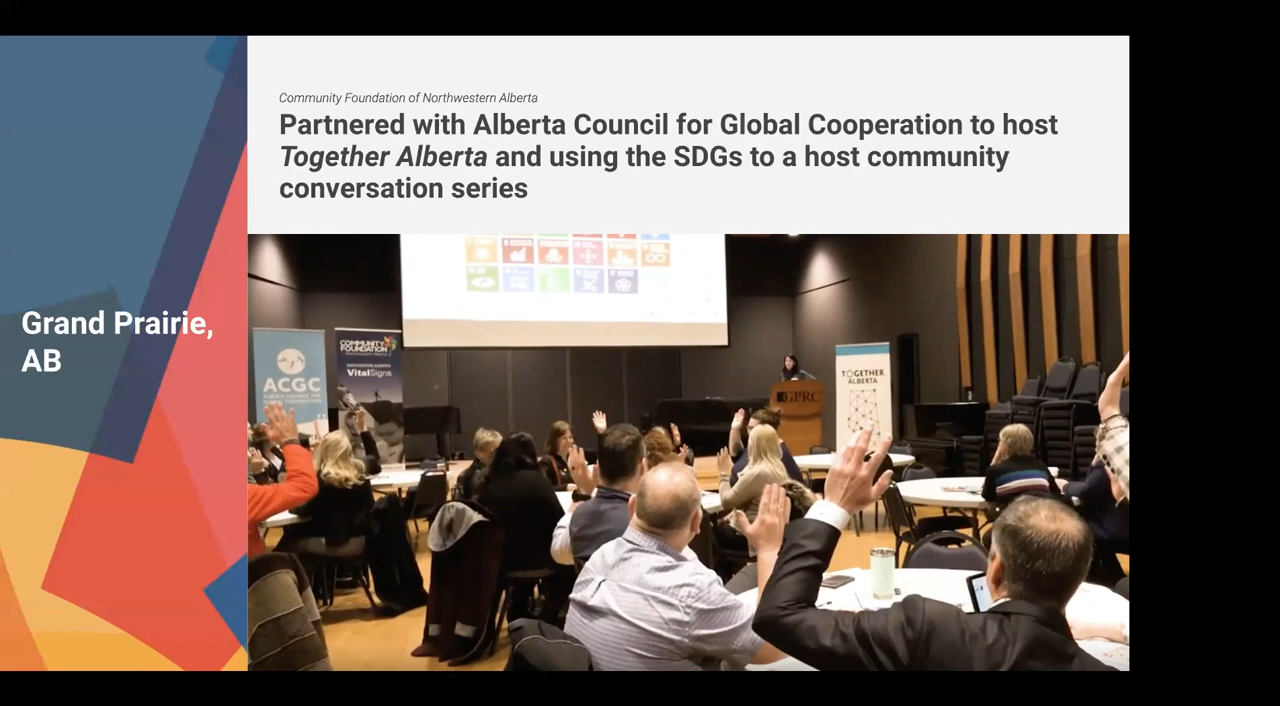 Community Foundation of Northwestern Alberta
Partnered with Alberta Council for Global Cooperation to host
Together Alberta and using the SDGs to a host community
conversation series
Grand Prairie,
AB
ACGC
ALBERTA COUNCIL FOR
GLOBAL COOPERATION
COMMUNITY
FOUNDATION
VitalSigns
GPRC
TOGETHER
ALBERTA